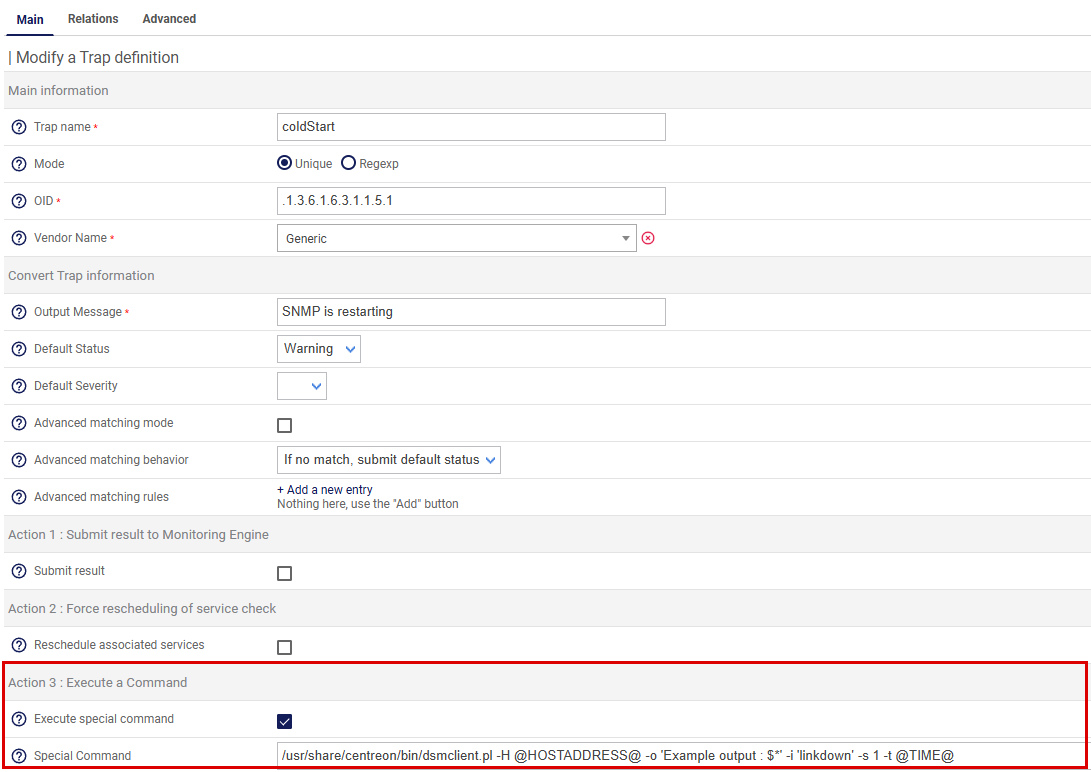 Main Relations Advanced
| Modify a Trap definition
Main information
Trap name *
coldStart
Mode
Unique Regexp
OID *
.1.3.6.1.6.3.1.1.5.1
Vendor Name *
Generic
Convert Trap information
Output Message *
SNMP is restarting
Default Status
Warning
Default Severity
Advanced matching mode
Advanced matching behavior
If no match, submit default status
Advanced matching rules
+ Add a new entry
Nothing here, use the "Add" button
Action 1 : Submit result to Monitoring Engine
Submit result
Action 2 : Force rescheduling of service check
Reschedule associated services
Action 3 : Execute a Command
Execute special command
Special Command
/usr/share/centreon/bin/dsmclient.pl -H @HOSTADDRESS@ -o 'Example output : $*' -i 'linkdown' -s 1 -t @TIME@